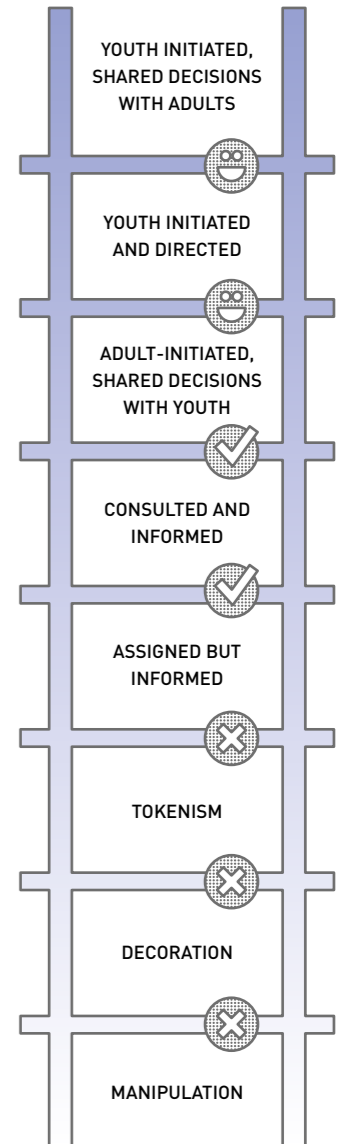 YOUTH INITIATED,
SHARED DECISIONS
WITH ADULTS
YOUTH INITIATED
AND DIRECTED
ADULT-INITIATED,
SHARED DECISIONS
WITH YOUTH
CONSULTED AND
INFORMED
ASSIGNED BUT
INFORMED
TOKENISM
DECORATION
MANIPULATION